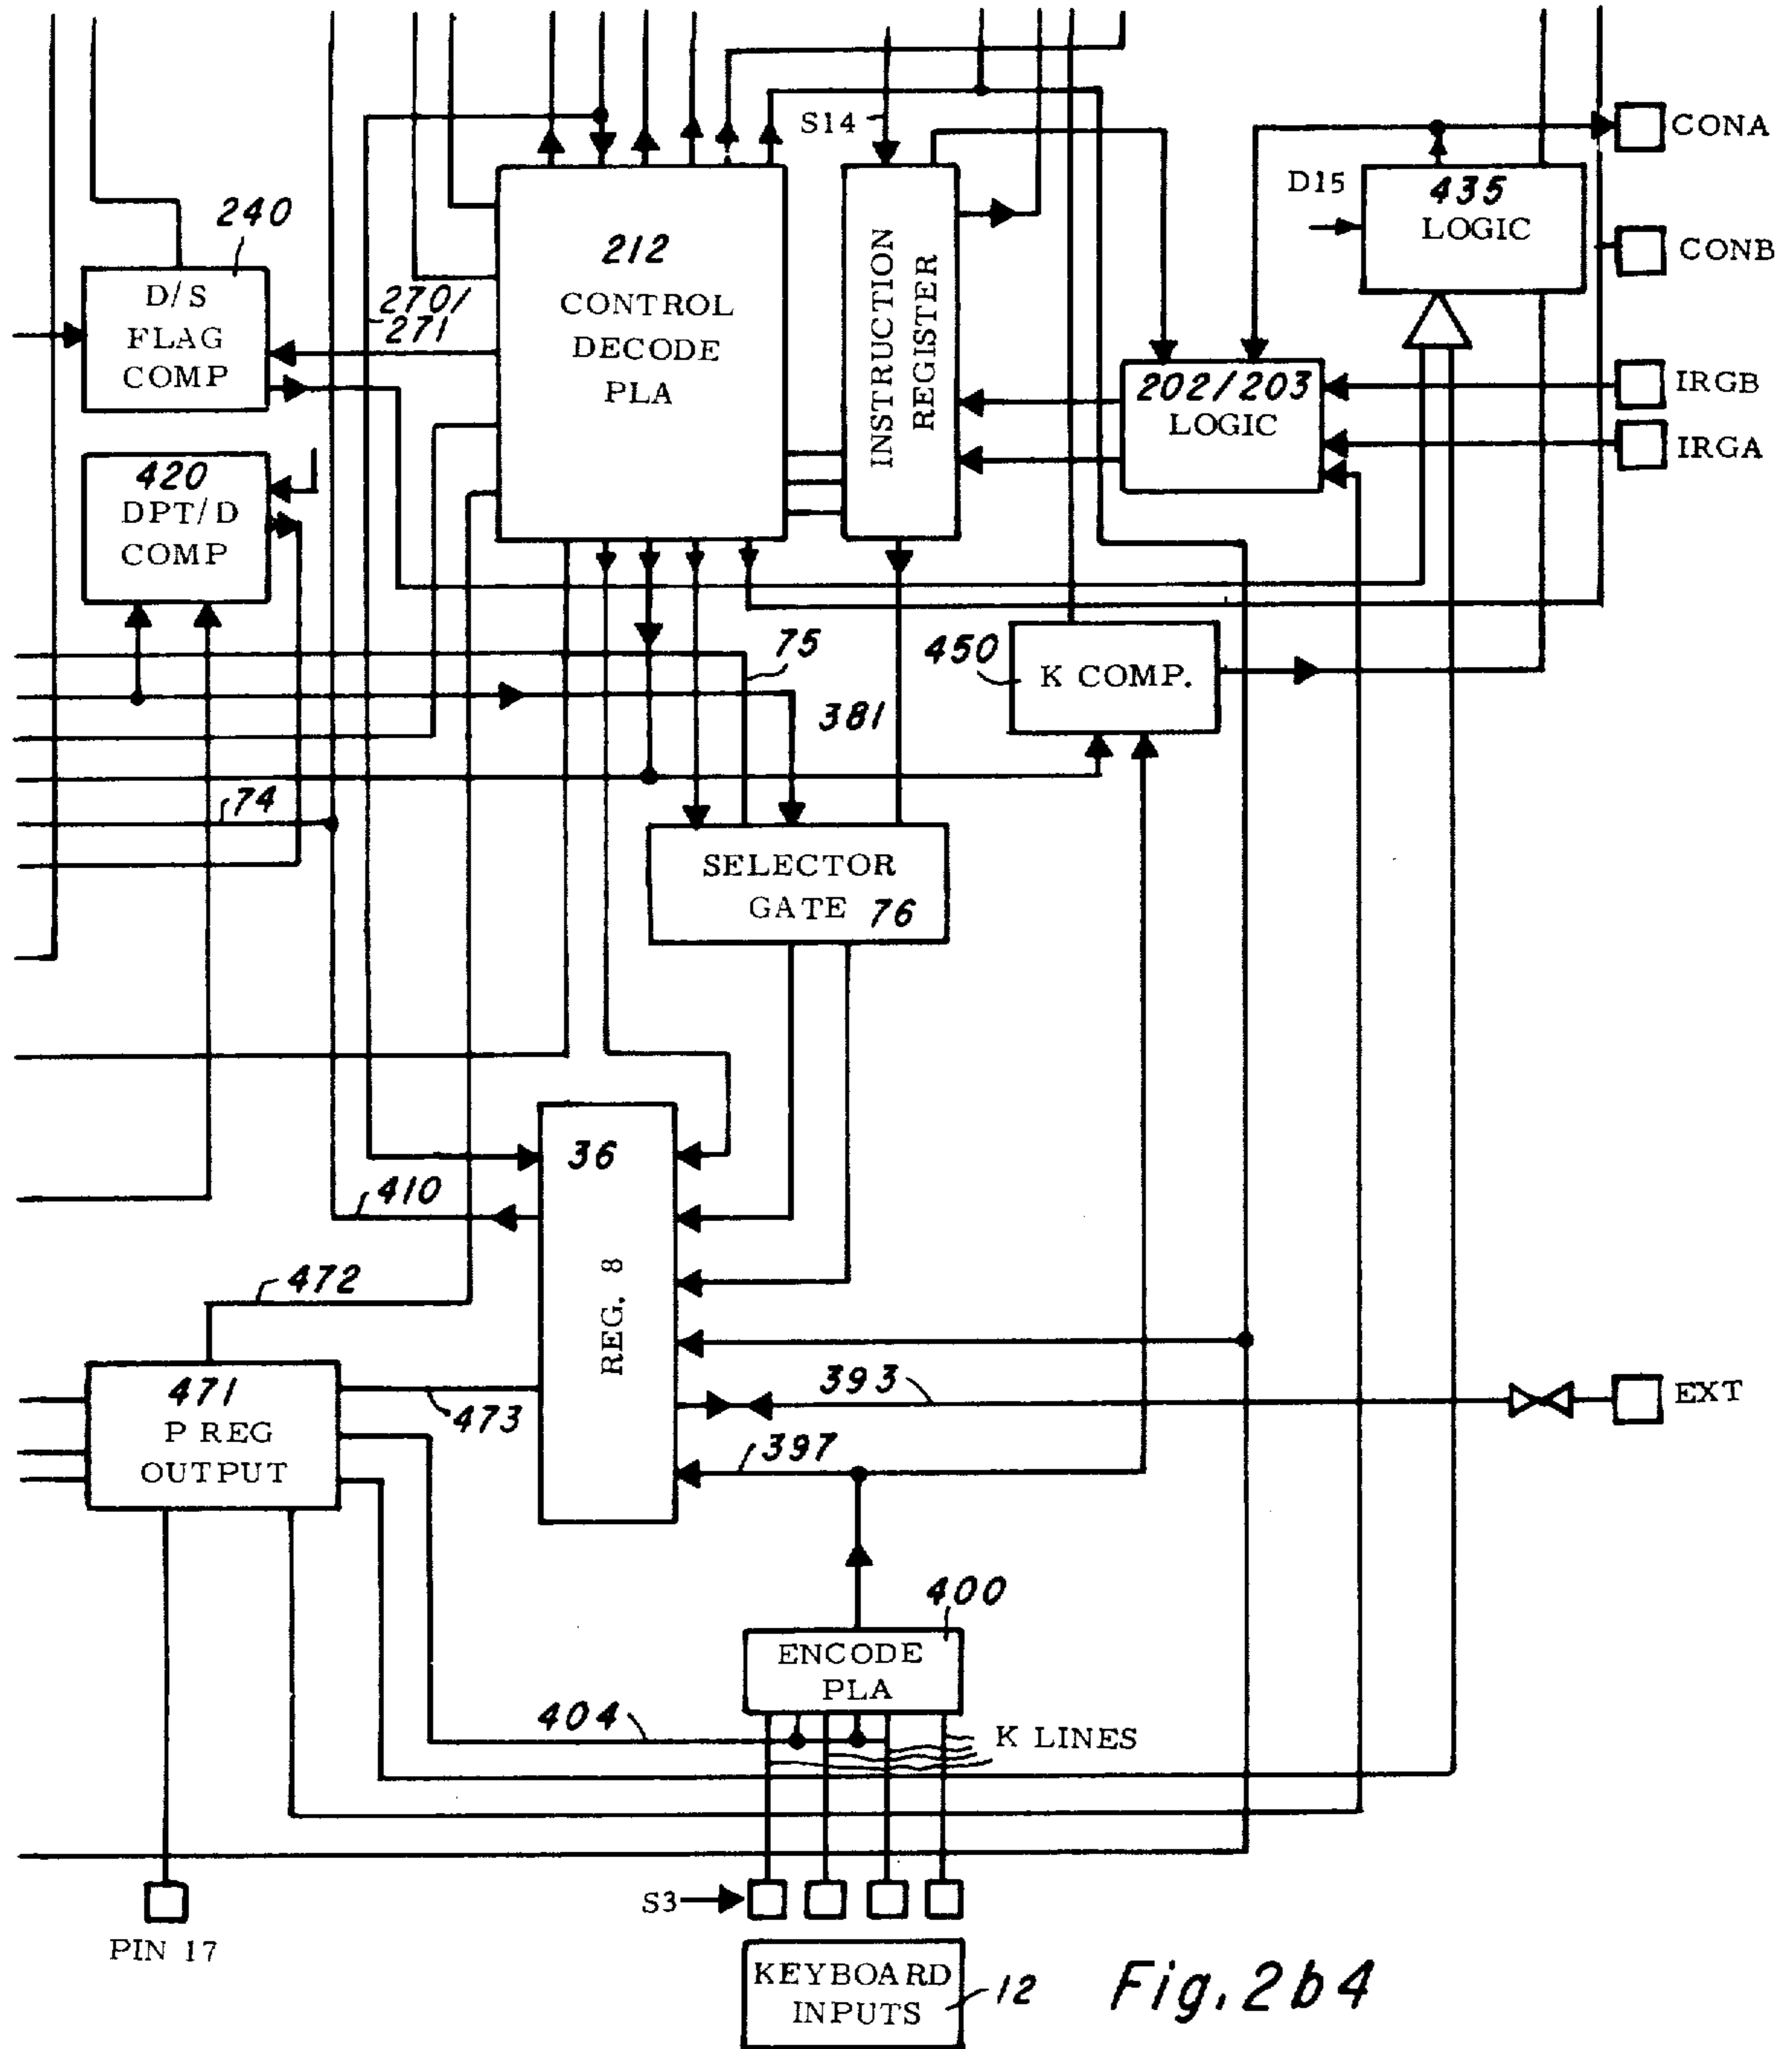 S14
CONA
D15
435
LOGIC
CONB
240
D/S
FLAG
COMP
270/
271
212
CONTROL
DECODE
PLA
INSTRUCTION
REGISTER
202/203
LOGIC
IRGB
IRGA
420
DPT/D
COMP
75
450
K COMP.
381
74
SELECTOR
GATE 76
36
REG. 8
410
472
471
P REG
OUTPUT
473
393
EXT
397
400
ENCODE
PLA
404
K LINES
S3
PIN 17
KEYBOARD
INPUTS
12
Fig. 2b4